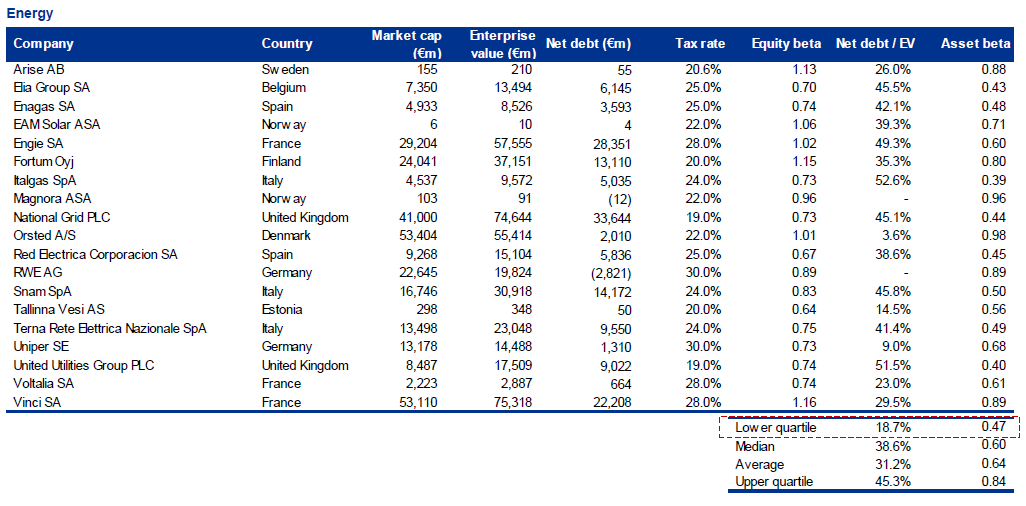 Energy
Company Country Market cap (€m) Enterprise value (€m) Net debt (€m) Tax rate Equity beta Net debt / EV Asset beta
Arise AB Sweden 155 210 55 20.6% 1.13 26.0% 0.88
Elia Group SA Belgium 7,350 13,494 6,145 25.0% 0.70 45.5% 0.43
Enagas SA Spain 4,933 8,526 3,593 25.0% 0.74 42.1% 0.48
EAM Solar ASA Norway 6 10 4 22.0% 1.06 39.3% 0.71
Engie SA France 29,204 57,555 28,351 28.0% 1.02 49.3% 0.60
Fortum Oyj Finland 24,041 37,151 13,110 20.0% 1.15 35.3% 0.80
Italgas SpA Italy 4,537 9,572 5,035 24.0% 0.73 52.6% 0.39
Magnora ASA Norway 103 91 (12) 22.0% 0.96 - 0.96
National Grid PLC United Kingdom 41,000 74,644 33,644 19.0% 0.73 45.1% 0.44
Orsted A/S Denmark 53,404 55,414 2,010 22.0% 1.01 3.6% 0.98
Red Electrica Corporacion SA Spain 9,268 15,104 5,836 25.0% 0.67 38.6% 0.45
RWE AG Germany 22,645 19,824 (2,821) 30.0% 0.89 - 0.89
Snam SpA Italy 16,746 30,918 14,172 24.0% 0.83 45.8% 0.50
Tallinna Vesi AS Estonia 298 348 50 20.0% 0.64 14.5% 0.56
Terna Rete Elettrica Nazionale SpA Italy 13,498 23,048 9,550 24.0% 0.75 41.4% 0.49
Uniper SE Germany 13,178 14,488 1,310 30.0% 0.73 9.0% 0.68
United Utilities Group PLC United Kingdom 8,487 17,509 9,022 19.0% 0.74 51.5% 0.40
Voltalia SA France 2,223 2,887 664 28.0% 0.74 23.0% 0.61
Vinci SA France 53,110 75,318 22,208 28.0% 1.16 29.5% 0.89
Lower quartile 18.7% 0.47
Median 38.6% 0.60
Average 31.2% 0.64
Upper quartile 45.3% 0.84